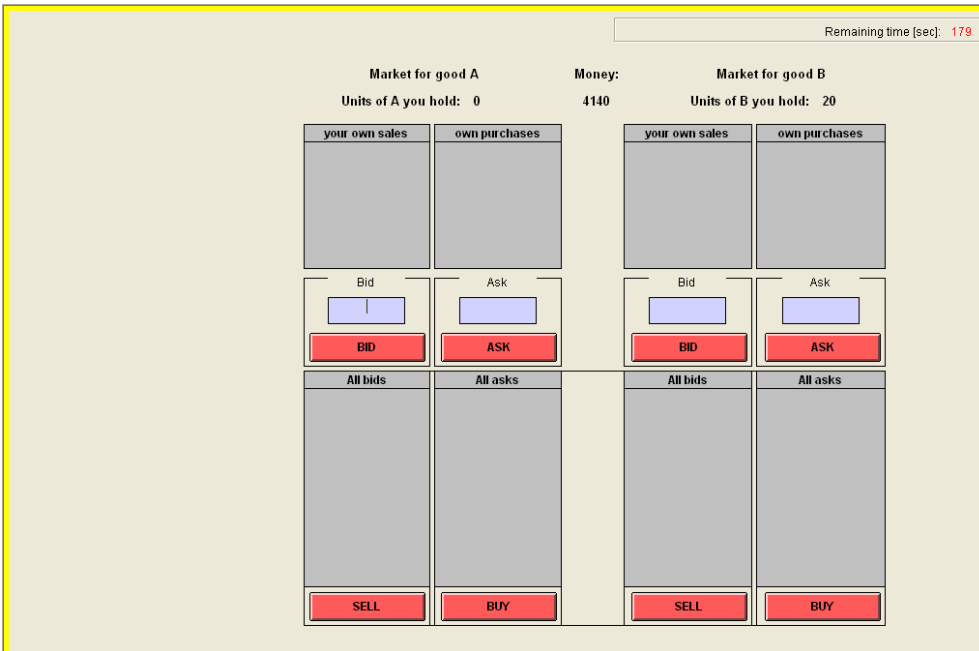 Remaining time [sec]: 179
Market for good A Money: Market for good B
Units of A you hold: 0 4140 Units of B you hold: 20
your own sales own purchases your own sales own purchases
Bid Ask Bid Ask
BID ASK BID ASK
All bids All asks All bids All asks
SELL BUY SELL BUY